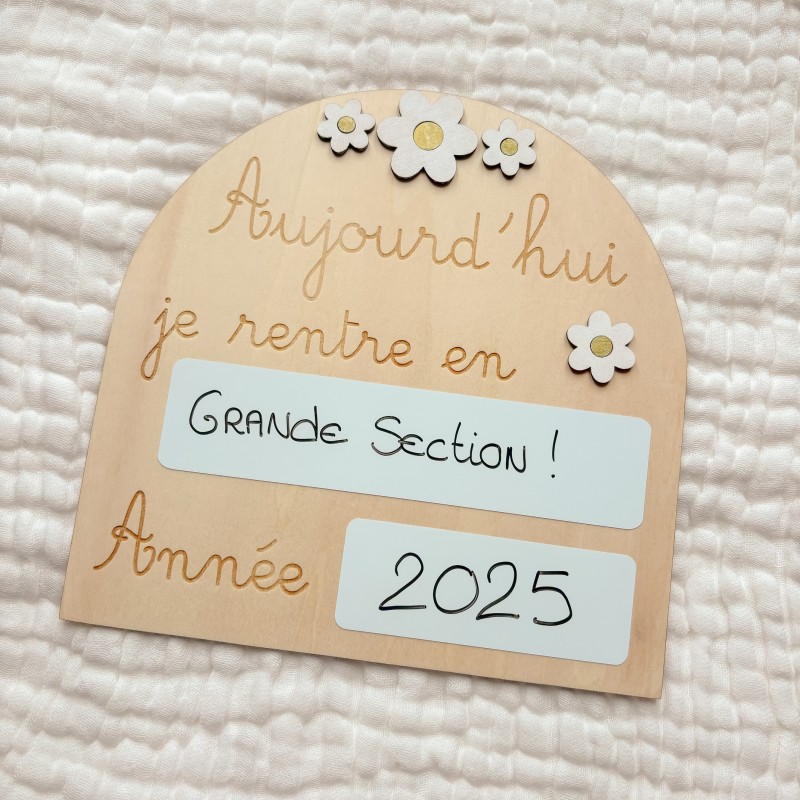 Aujourd'hui
je rentre en
GRANDE Section !
Année 2025